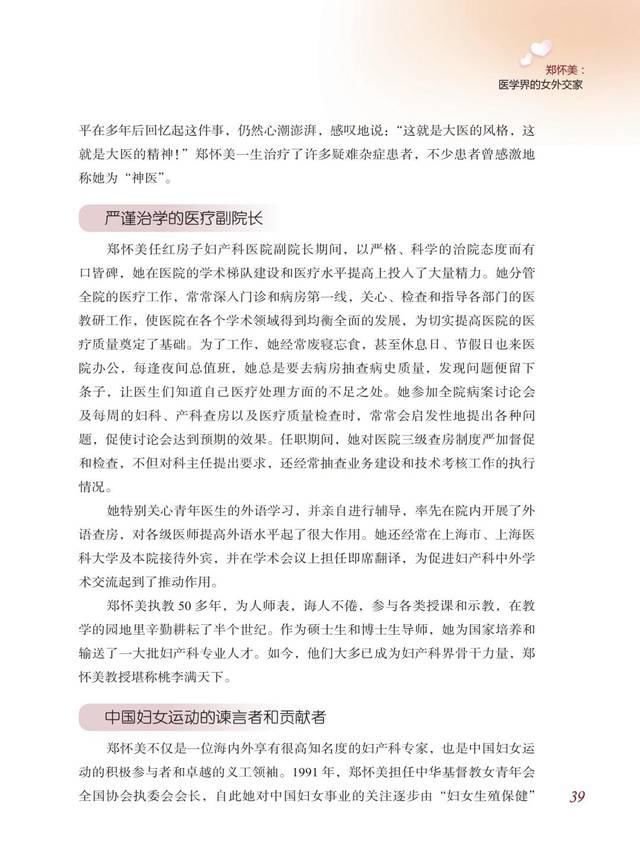 郑怀美：
医学界的女外交家
平在多年后回忆起这件事，仍然心潮澎湃，感叹地说：“这就是大医的风格，这
就是大医的精神！”郑怀美一生治疗了许多疑难杂症患者，不少患者曾感激地
称她为“神医”。
严谨治学的医疗副院长
郑怀美任红房子妇产科医院副院长期间，以严格、科学的治院态度而有
口皆碑，她在医院的学术梯队建设和医疗水平提高上投入了大量精力。她分管
全院的医疗工作，常常深入门诊和病房第一线，关心、检查和指导各部门的医
教研工作，使医院在各个学术领域得到均衡全面的发展，为切实提高医院的医
疗质量奠定了基础。为了工作，她经常废寝忘食，甚至休息日、节假日也来医
院办公，每逢夜间总值班，她总是要去病房抽查病史质量，发现问题便留下
条子，让医生们知道自己医疗处理方面的不足之处。她参加全院病案讨论会
及每周的妇科、产科查房以及医疗质量检查时，常常会启发性地提出各种问
题，促使讨论会达到预期的效果。任职期间，她对医院三级查房制度严加督促
和检查，不但对科主任提出要求，还经常抽查业务建设和技术考核工作的执行
情况。
她特别关心青年医生的外语学习，并亲自进行辅导，率先在院内开展了外
语查房，对各级医师提高外语水平起了很大作用。她还经常在上海市、上海医
科大学及本院接待外宾，并在学术会议上担任即席翻译，为促进妇产科中外学
术交流起到了推动作用。
郑怀美执教 50 多年，为人师表，诲人不倦，参与各类授课和示教，在教
学的园地里辛勤耕耘了半个世纪。作为硕士生和博士生导师，她为国家培养和
输送了一大批妇产科专业人才。如今，他们大多已成为妇产科界骨干力量，郑
怀美教授堪称桃李满天下。
中国妇女运动的谏言者和贡献者
郑怀美不仅是一位海内外享有很高知名度的妇产科专家，也是中国妇女运
动的积极参与者和卓越的义工领袖。1991 年，郑怀美担任中华基督教女青年会
全国协会执委会会长，自此她对中国妇女事业的关注逐步由“妇女生殖保健”
39